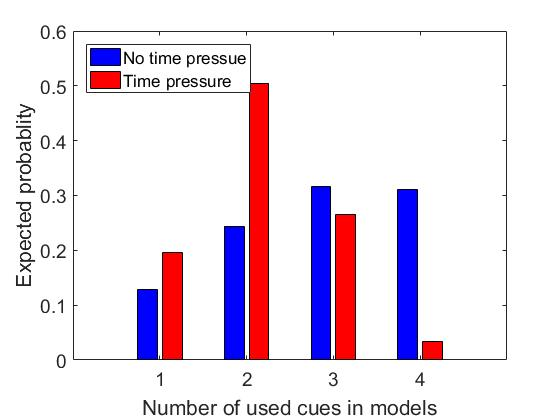 0.6
No time pressue
Time pressure
0.5
0.4
0.3
0.2
0.1
0
Expected probablity
1 2 3 4
Number of used cues in models